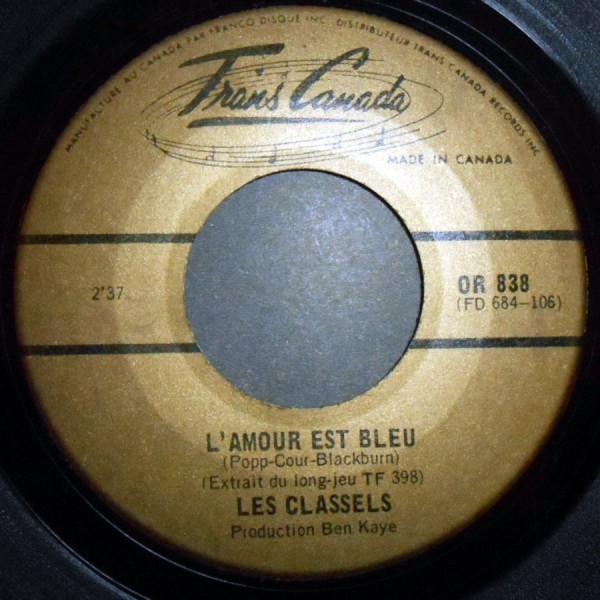 MANUFACTURE AU CANADA PAR FRANCO DISQUE INC. DISTRIBUTEUR TRANS CANADA RECORDS INC
Trans Canada
MADE IN CANADA
2'37
OR 838
(FD 684-106)
L'AMOUR EST BLEU
(Popp-Cour-Blackburn)
(Extrait du long-jeu TF 398)
LES CLASSELS
Production Ben Kaye